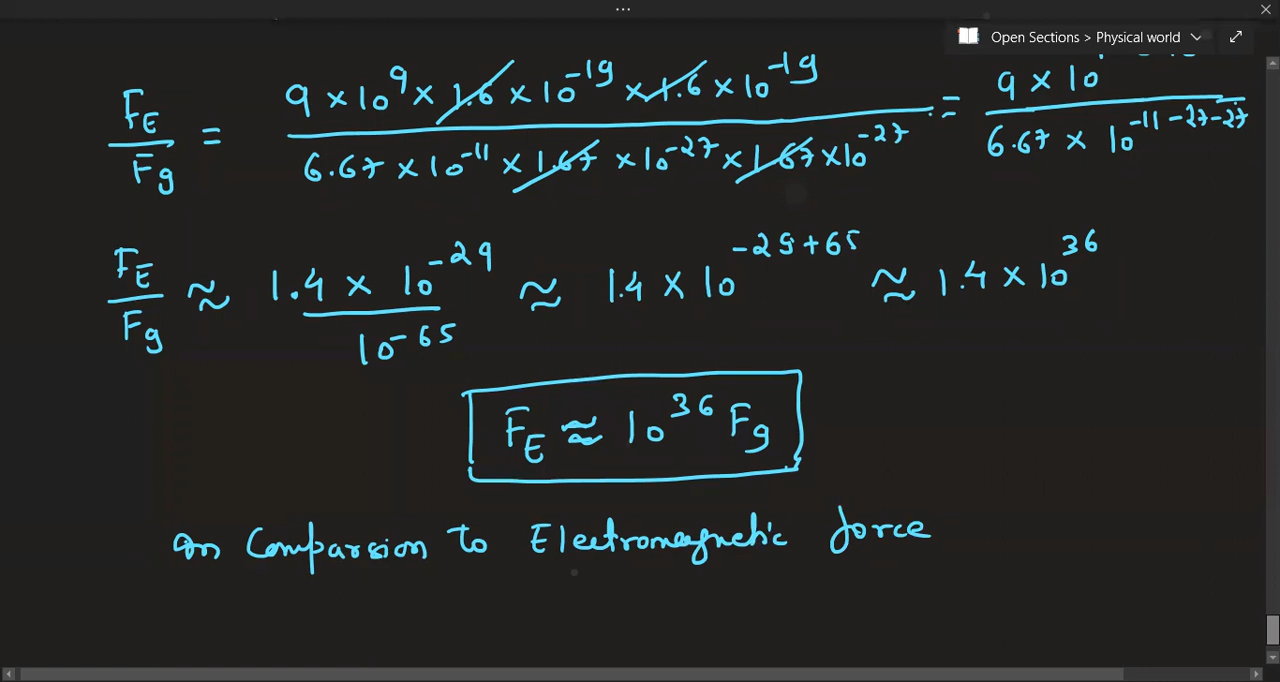 ...
Open Sections > Physical world
F_E/F_g = (9 × 10^9 × 1.6 × 10^-19 × 1.6 × 10^-19)/(6.67 × 10^-11 × 1.67 × 10^-27 × 1.67 × 10^-27) = (9 × 10)/(6.67 × 10^-11-27-27)
F_E/F_g ≈ (1.4 × 10^-29)/(10^-65) ≈ 1.4 × 10^-29+65 ≈ 1.4 × 10^36
F_E ≈ 10^36 F_g
In Comparsion to Electromagnetic force